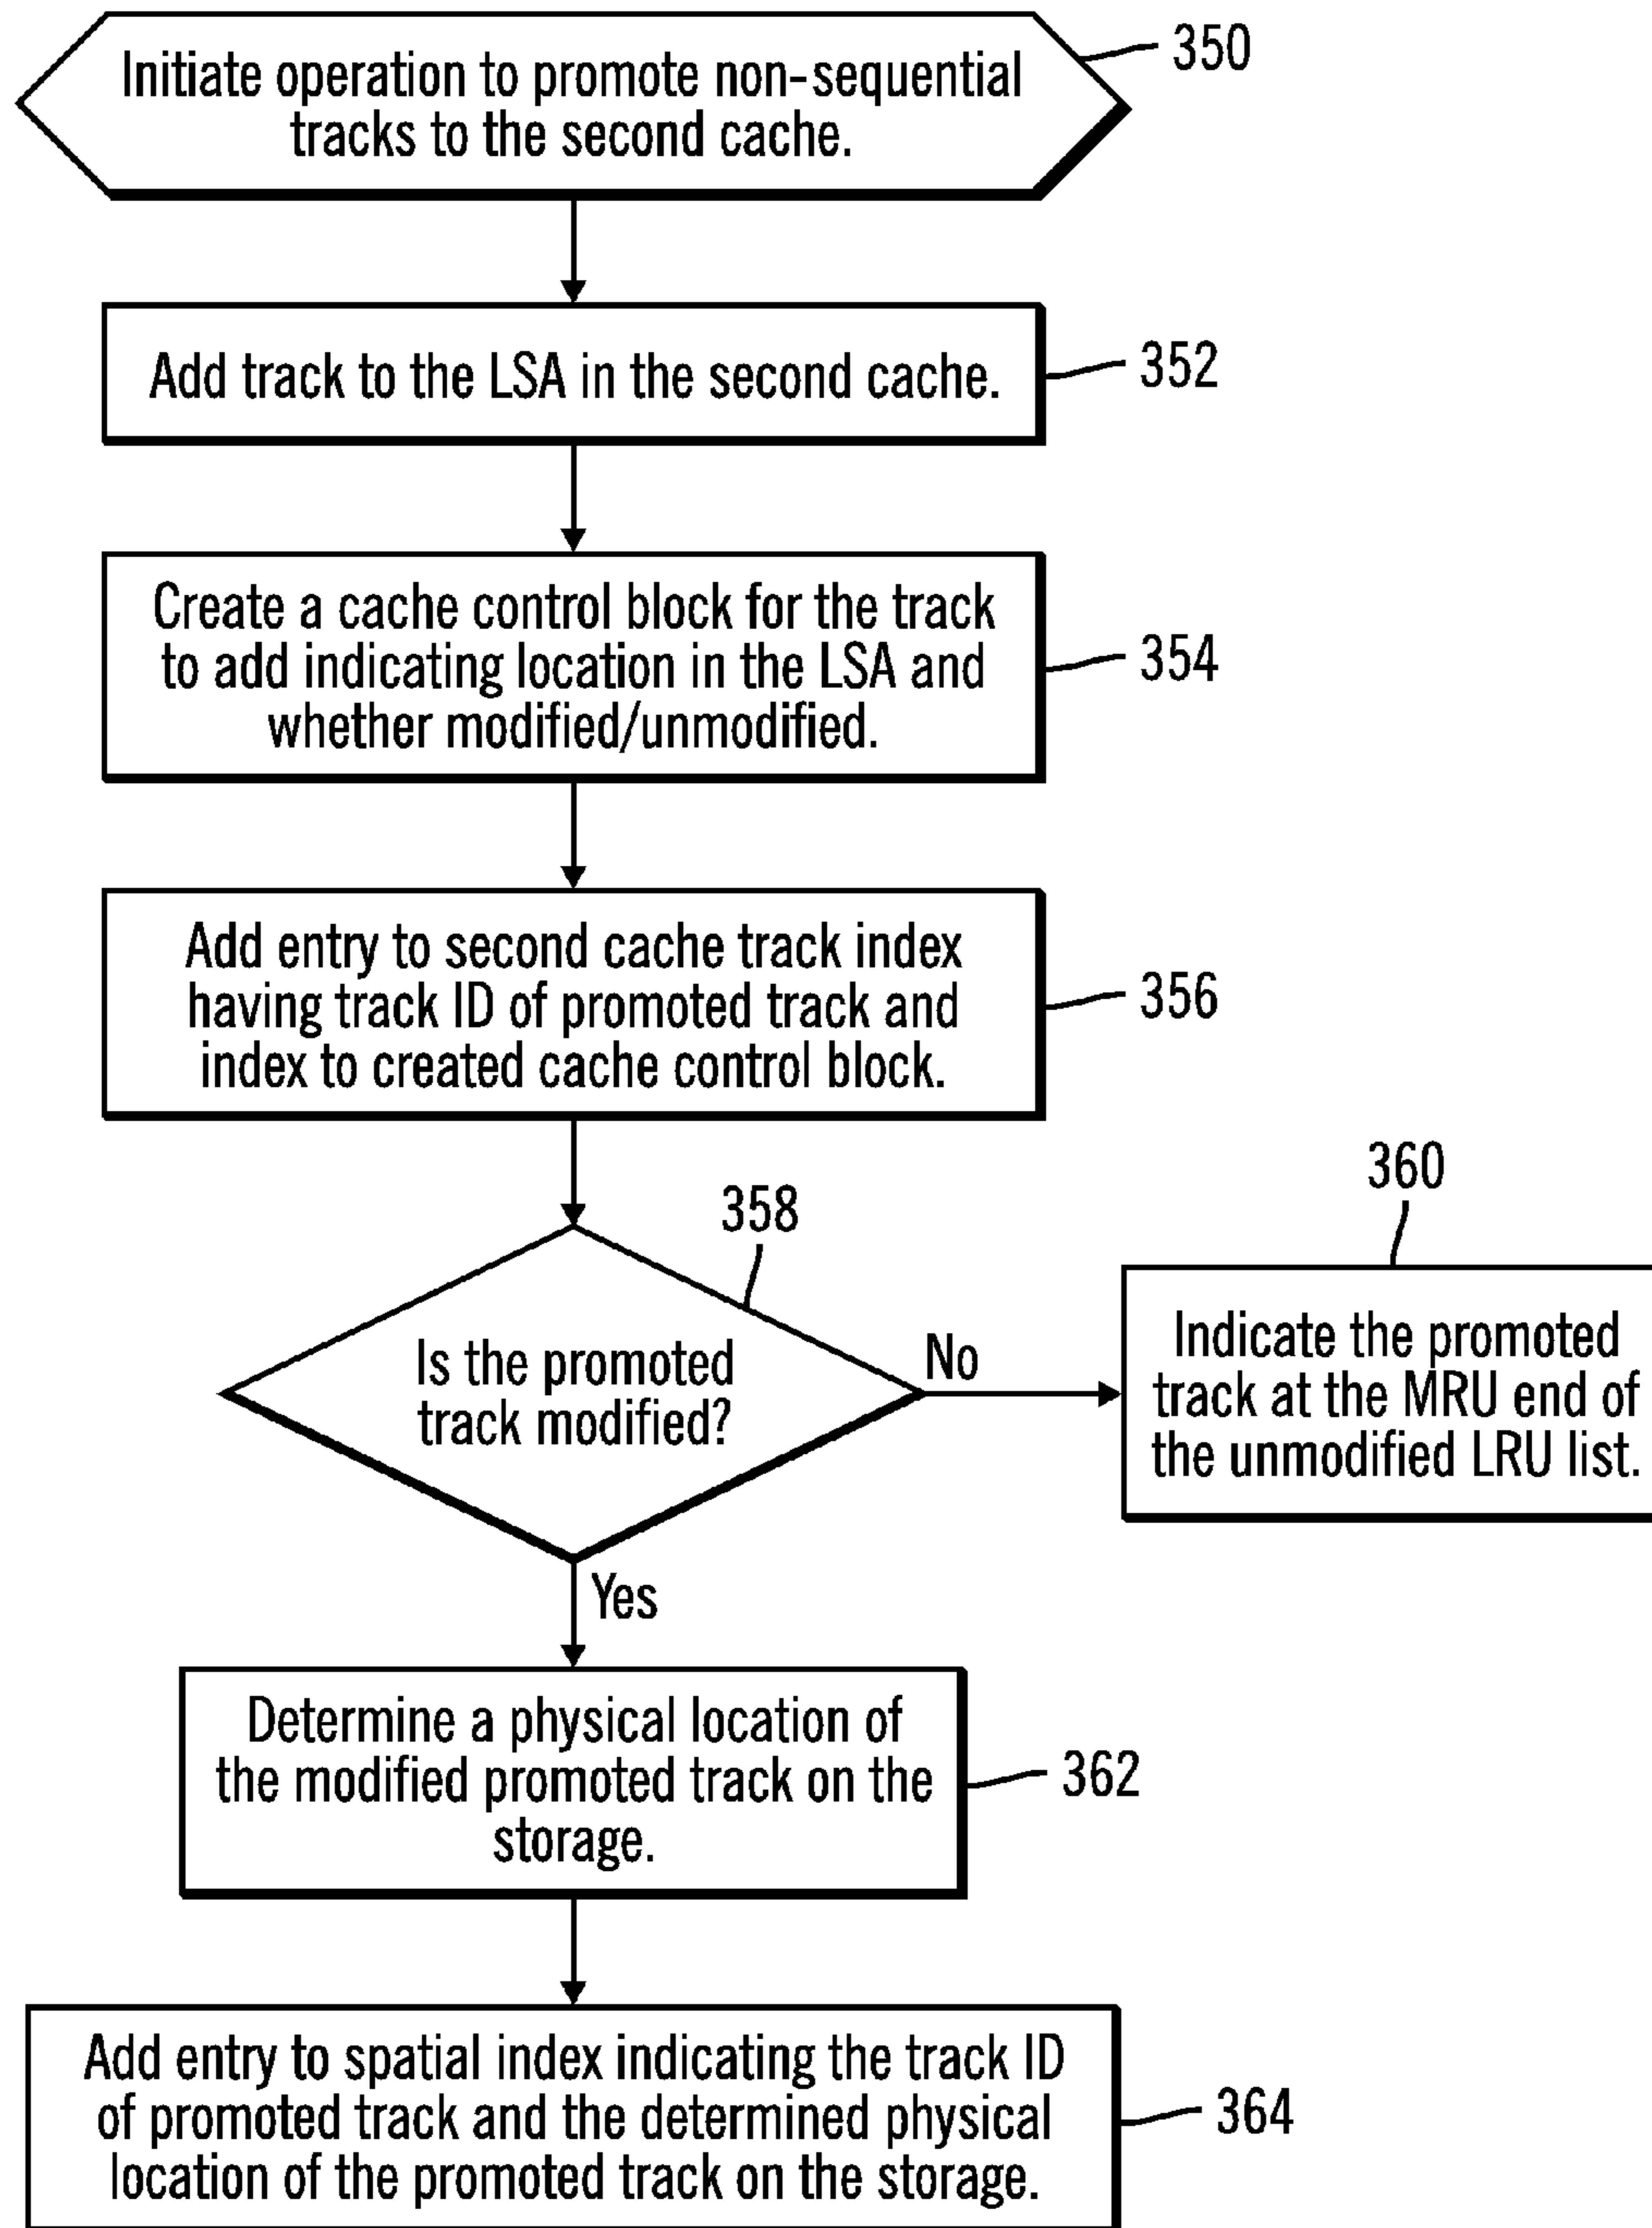 Initiate operation to promote non-sequential
tracks to the second cache.
350
Add track to the LSA in the second cache.
352
Create a cache control block for the track
to add indicating location in the LSA and
whether modified/unmodified.
354
Add entry to second cache track index
having track ID of promoted track and
index to created cache control block.
356
358
Is the promoted
track modified?
No
360
Indicate the promoted
track at the MRU end of
the unmodified LRU list.
Yes
Determine a physical location of
the modified promoted track on the
storage.
362
Add entry to spatial index indicating the track ID
of promoted track and the determined physical
location of the promoted track on the storage.
364